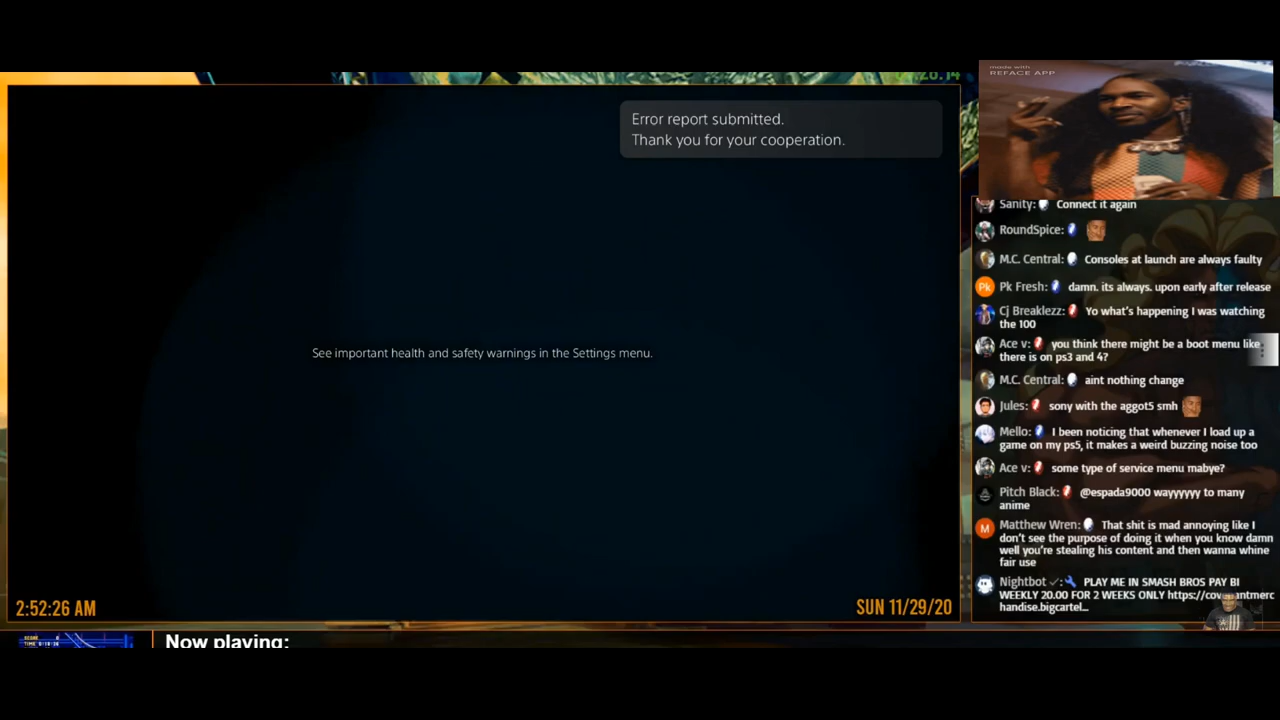 made with
REFACE APP
Error report submitted.
Thank you for your cooperation.
See important health and safety warnings in the Settings menu.
2:52:26 AM
SUN 11/29/20
Sanity: Connect it again
RoundSpice:
M.C. Central: Consoles at launch are always faulty
Pk
Pk Fresh: damn. its always. upon early after release
Cj Breaklezz: Yo what's happening I was watching
the 100
Ace v: you think there might be a boot menu like
there is on ps3 and 4?
M.C. Central: aint nothing change
Jules: sony with the aggot5 smh
Mello: I been noticing that whenever I load up a
game on my ps5, it makes a weird buzzing noise too
Ace v: some type of service menu mabye?
Pitch Black: @espada9000 wayyyyy to many
anime
M
Matthew Wren: That shit is mad annoying like I
don't see the purpose of doing it when you know damn
well you're stealing his content and then wanna whine
fair use
Nightbot ✓: PLAY ME IN SMASH BROS PAY BI
WEEKLY 20.00 FOR 2 WEEKS ONLY
handise.bigcartel...
Now playing: